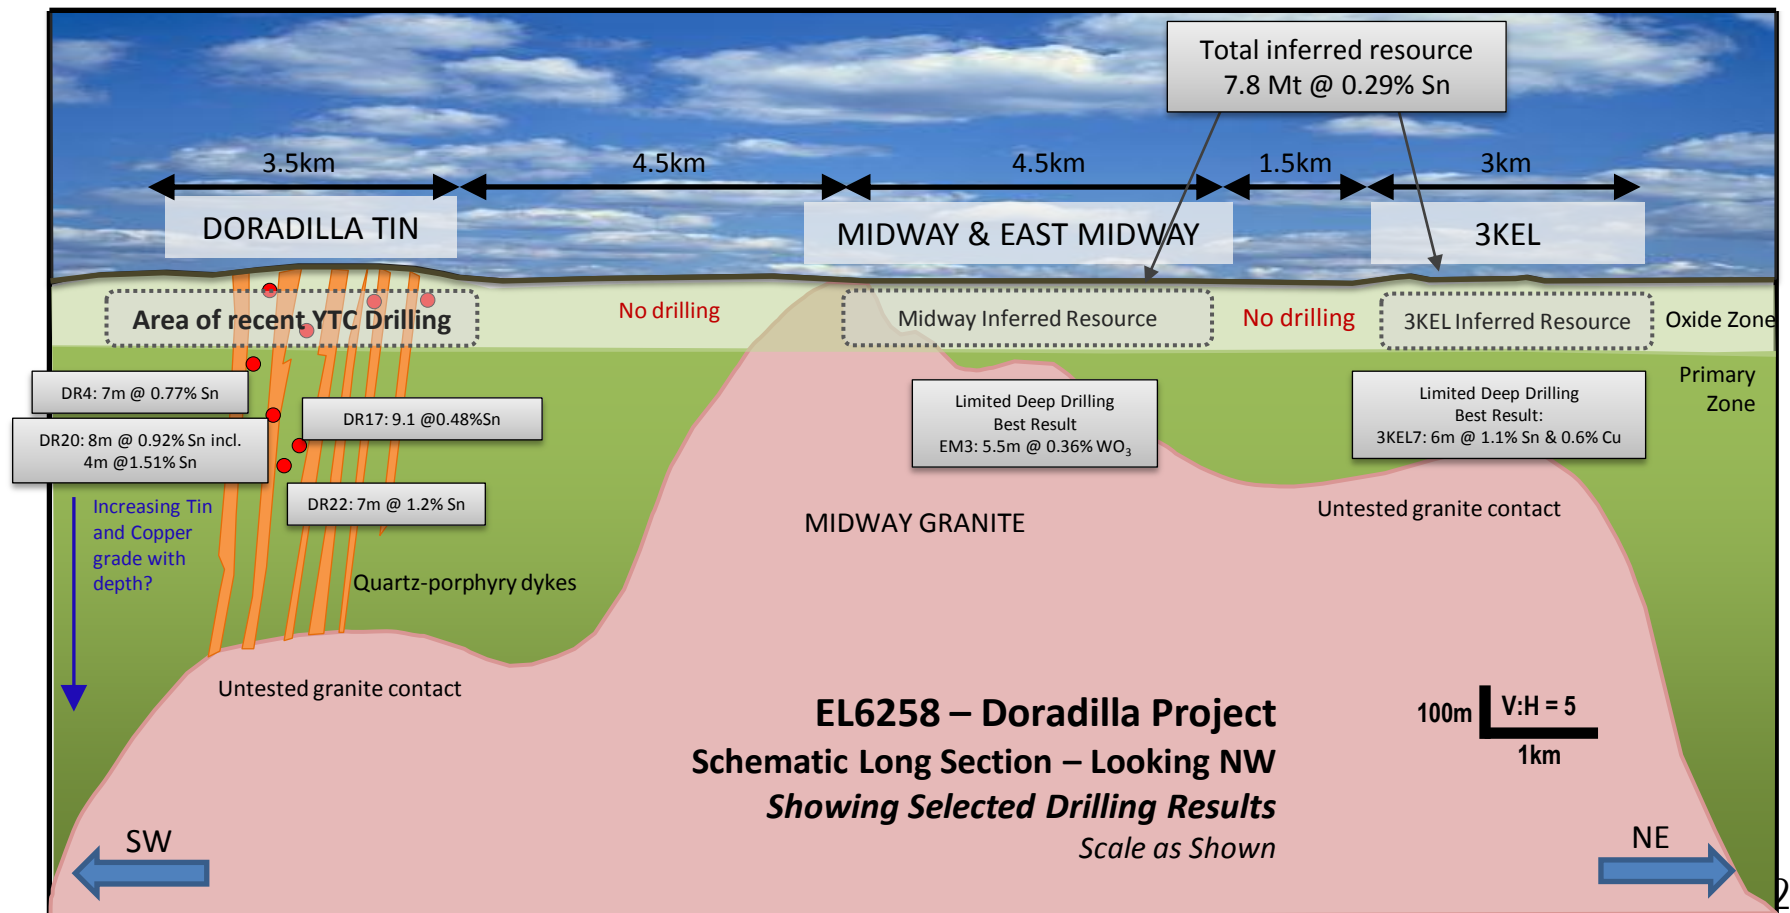 Total inferred resource
7.8 Mt @ 0.29% Sn
3.5km
4.5km
4.5km
1.5km
3km
DORADILLA TIN
MIDWAY & EAST MIDWAY
3KEL
Area of recent YTC Drilling
No drilling
Midway Inferred Resource
No drilling
3KEL Inferred Resource
Oxide Zone
Primary
Zone
DR4: 7m @ 0.77% Sn
DR20: 8m @ 0.92% Sn incl.
4m @1.51% Sn
DR17: 9.1 @0.48%Sn
DR22: 7m @ 1.2% Sn
Limited Deep Drilling
Best Result
EM3: 5.5m @ 0.36% WO₃
Limited Deep Drilling
Best Result:
3KEL7: 6m @ 1.1% Sn & 0.6% Cu
Increasing Tin
and Copper
grade with
depth?
Quartz-porphyry dykes
MIDWAY GRANITE
Untested granite contact
Untested granite contact
EL6258 – Doradilla Project
Schematic Long Section – Looking NW
Showing Selected Drilling Results
Scale as Shown
100m
V:H = 5
1km
SW
NE
2